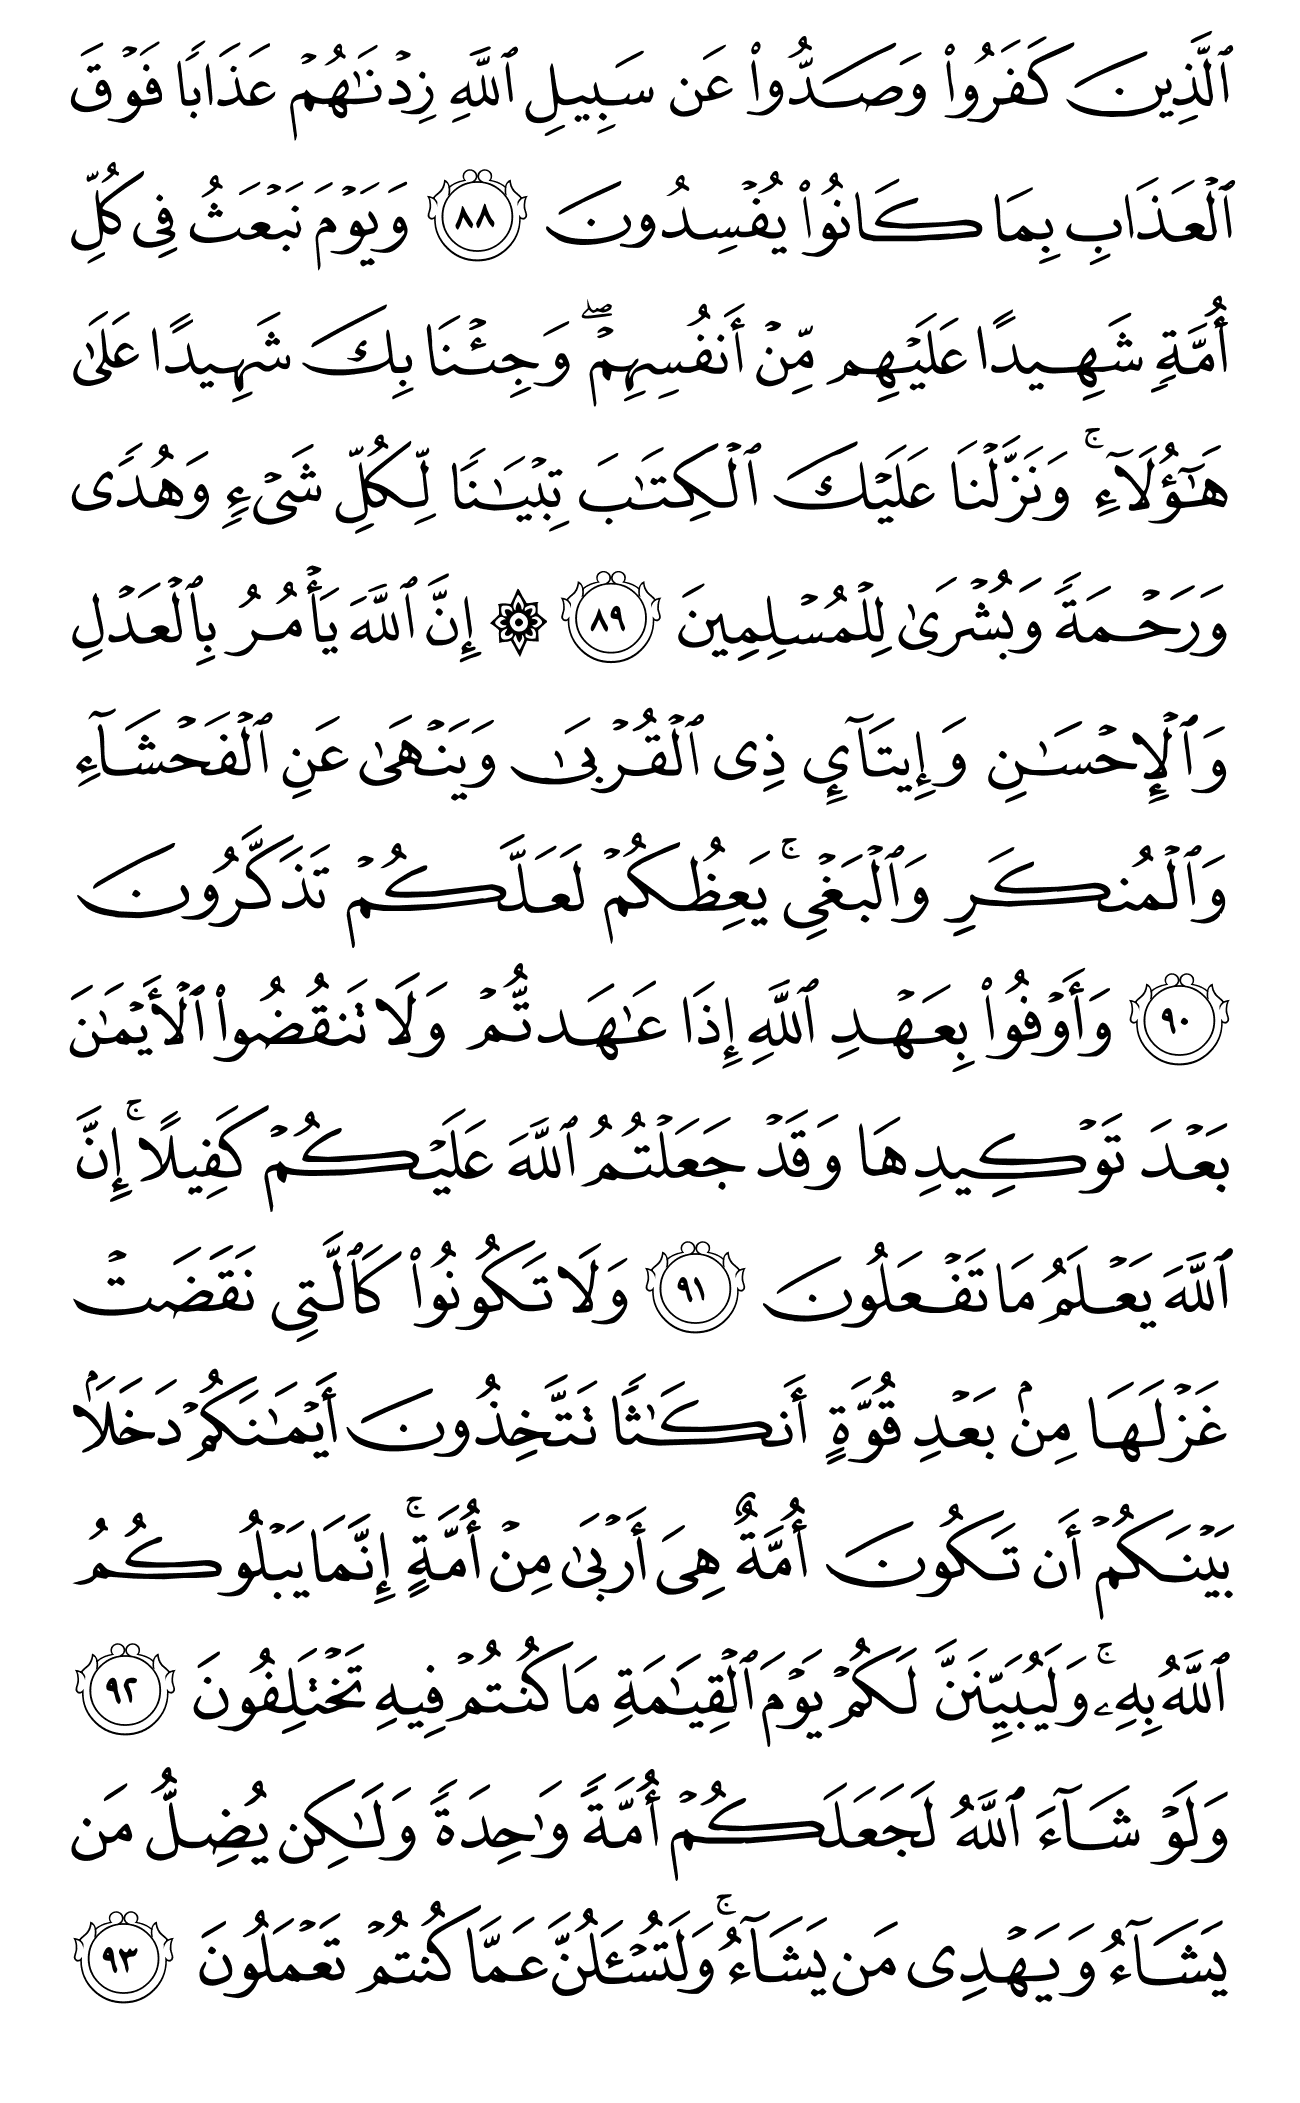 ٱلَّذِينَ كَفَرُوا۟ وَصَدُّوا۟ عَن سَبِيلِ ٱللَّهِ زِدْنَـٰهُمْ عَذَابًا فَوْقَ
ٱلْعَذَابِ بِمَا كَانُوا۟ يُفْسِدُونَ ٨٨ وَيَوْمَ نَبْعَثُ فِى كُلِّ
أُمَّةٍ شَهِيدًا عَلَيْهِم مِّنْ أَنفُسِهِمْ ۖ وَجِئْنَا بِكَ شَهِيدًا عَلَىٰ
هَـٰٓؤُلَآءِ ۚ وَنَزَّلْنَا عَلَيْكَ ٱلْكِتَـٰبَ تِبْيَـٰنًا لِّكُلِّ شَىْءٍ وَهُدًى
وَرَحْمَةً وَبُشْرَىٰ لِلْمُسْلِمِينَ ٨٩ ۞ إِنَّ ٱللَّهَ يَأْمُرُ بِٱلْعَدْلِ
وَٱلْإِحْسَـٰنِ وَإِيتَآئِ ذِى ٱلْقُرْبَىٰ وَيَنْهَىٰ عَنِ ٱلْفَحْشَآءِ
وَٱلْمُنكَرِ وَٱلْبَغْىِ ۚ يَعِظُكُمْ لَعَلَّكُمْ تَذَكَّرُونَ
٩٠ وَأَوْفُوا۟ بِعَهْدِ ٱللَّهِ إِذَا عَـٰهَدتُّمْ وَلَا تَنقُضُوا۟ ٱلْأَيْمَـٰنَ
بَعْدَ تَوْكِيدِهَا وَقَدْ جَعَلْتُمُ ٱللَّهَ عَلَيْكُمْ كَفِيلًا ۚ إِنَّ
ٱللَّهَ يَعْلَمُ مَا تَفْعَلُونَ ٩١ وَلَا تَكُونُوا۟ كَٱلَّتِى نَقَضَتْ
غَزْلَهَا مِنۢ بَعْدِ قُوَّةٍ أَنكَـٰثًا تَتَّخِذُونَ أَيْمَـٰنَكُمْ دَخَلًۢا
بَيْنَكُمْ أَن تَكُونَ أُمَّةٌ هِىَ أَرْبَىٰ مِنْ أُمَّةٍ ۚ إِنَّمَا يَبْلُوكُمُ
ٱللَّهُ بِهِۦ ۚ وَلَيُبَيِّنَنَّ لَكُمْ يَوْمَ ٱلْقِيَـٰمَةِ مَا كُنتُمْ فِيهِ تَخْتَلِفُونَ ٩٢
وَلَوْ شَآءَ ٱللَّهُ لَجَعَلَكُمْ أُمَّةً وَٰحِدَةً وَلَـٰكِن يُضِلُّ مَن
يَشَآءُ وَيَهْدِى مَن يَشَآءُ ۚ وَلَتُسْـَٔلُنَّ عَمَّا كُنتُمْ تَعْمَلُونَ ٩٣